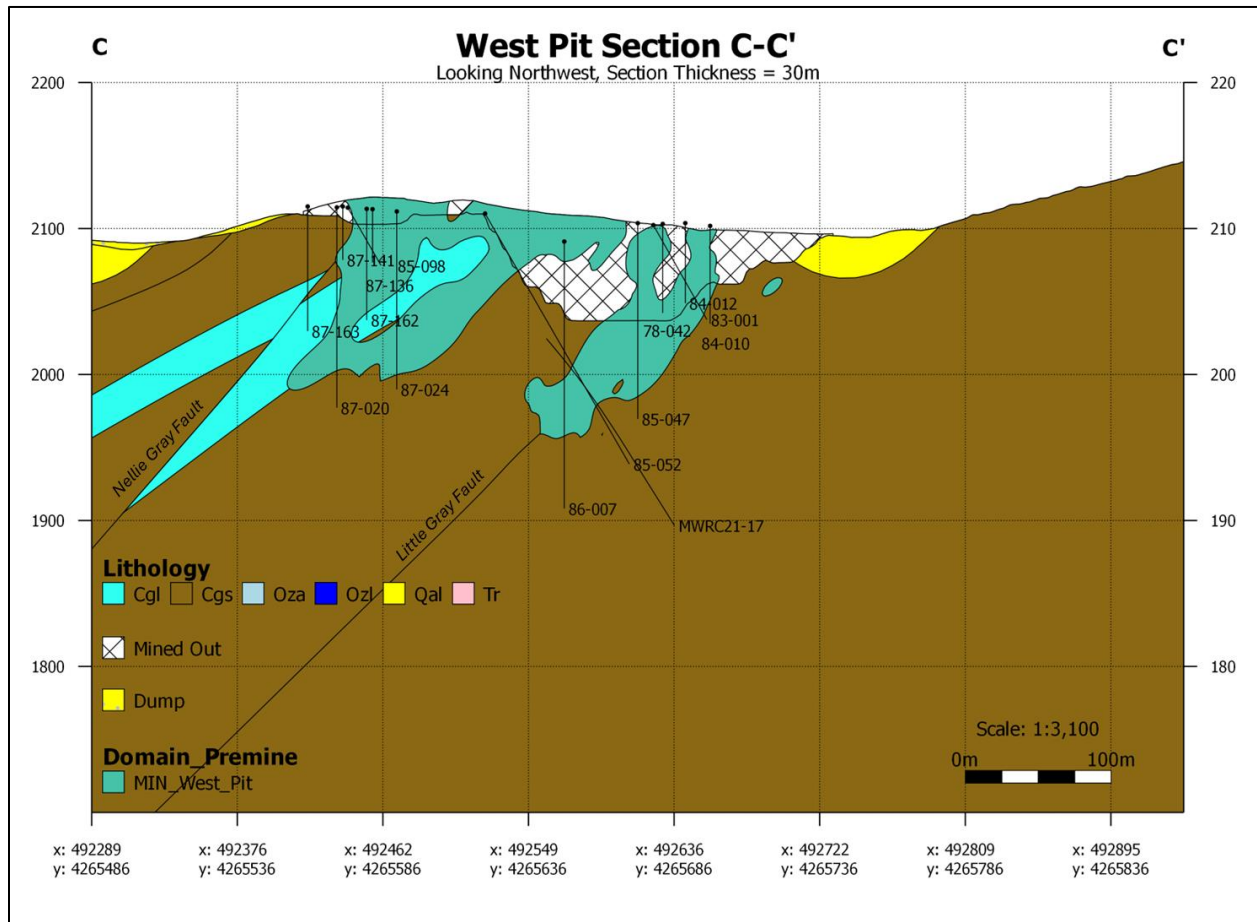 C
West Pit Section C-C'
C'
Looking Northwest, Section Thickness = 30m
2200
220
2100
210
87-141
85-098
87-136
84-012
87-163
87-162
78-042
83-001
84-010
2000
200
87-024
87-020
85-047
Nellie Gray Fault
85-052
Little Gray Fault
86-007
MWRC21-17
1900
190
Lithology
Cgl
Cgs
Oza
Ozl
Qal
Tr
Mined Out
1800
180
Dump
Scale: 1:3,100
Domain_Premine
0m
100m
MIN_West_Pit
x: 492289
y: 4265486
x: 492376
y: 4265536
x: 492462
y: 4265586
x: 492549
y: 4265636
x: 492636
y: 4265686
x: 492722
y: 4265736
x: 492809
y: 4265786
x: 492895
y: 4265836